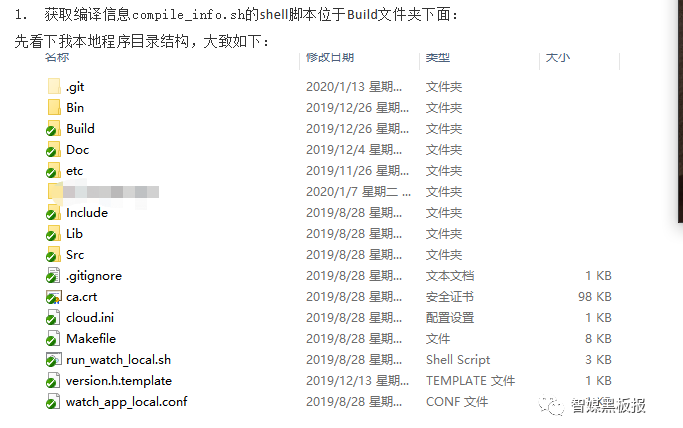 1. 获取编译信息compile_info.sh的shell脚本位于Build文件夹下面：
先看下我本地程序目录结构，大致如下：
名称 修改日期 类型 大小
.git 2020/1/13 星期... 文件夹
Bin 2019/12/26 星期... 文件夹
Build 2019/12/26 星期... 文件夹
Doc 2019/12/4 星期... 文件夹
etc 2019/11/26 星期... 文件夹
2020/1/7 星期二 ... 文件夹
Include 2019/8/28 星期... 文件夹
Lib 2019/8/28 星期... 文件夹
Src 2019/8/28 星期... 文件夹
.gitignore 2019/8/28 星期... 文本文档 1 KB
ca.crt 2019/8/28 星期... 安全证书 98 KB
cloud.ini 2019/8/28 星期... 配置设置 1 KB
Makefile 2019/8/28 星期... 文件 8 KB
run_watch_local.sh 2019/8/28 星期... Shell Script 3 KB
version.h.template 2019/12/13 星期... TEMPLATE 文件 1 KB
watch_app_local.conf 2019/8/28 星期... CONF 文件
智媒黑板报